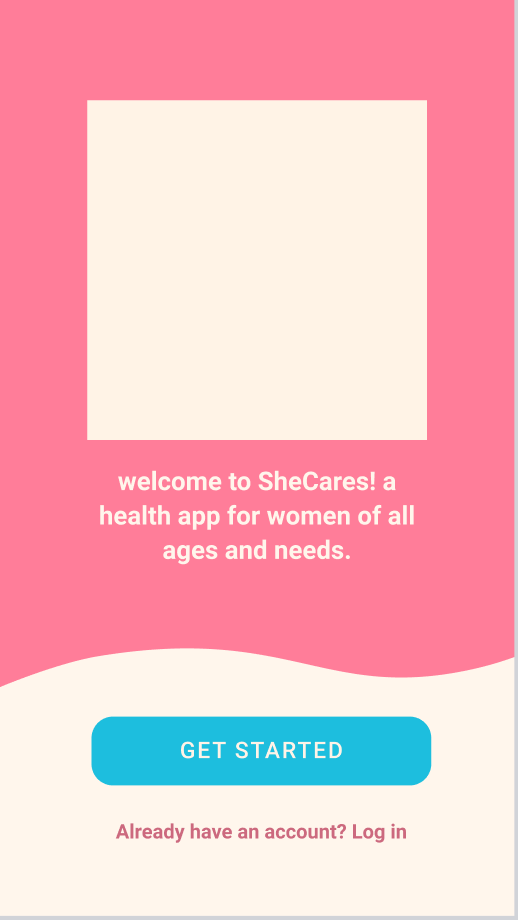 welcome to SheCares! a
health app for women of all
ages and needs.
GET STARTED
Already have an account? Log in